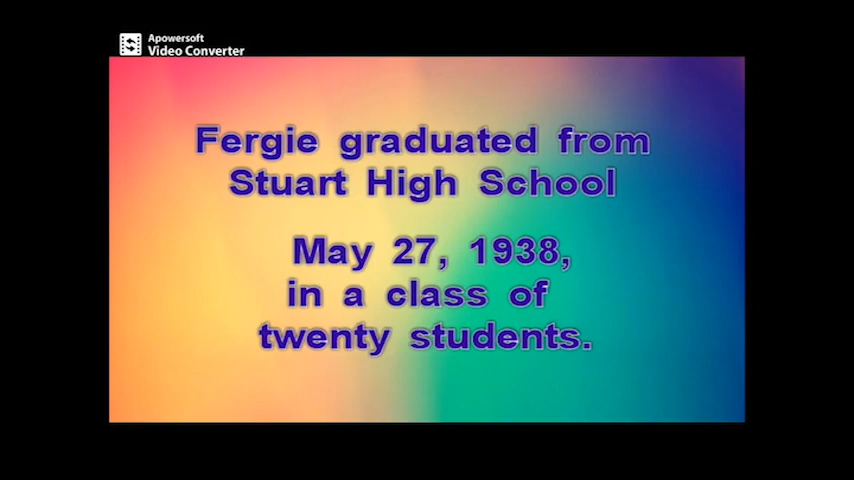 Apowersoft
Video Converter
Fergie graduated from
Stuart High School
May 27, 1938,
in a class of
twenty students.